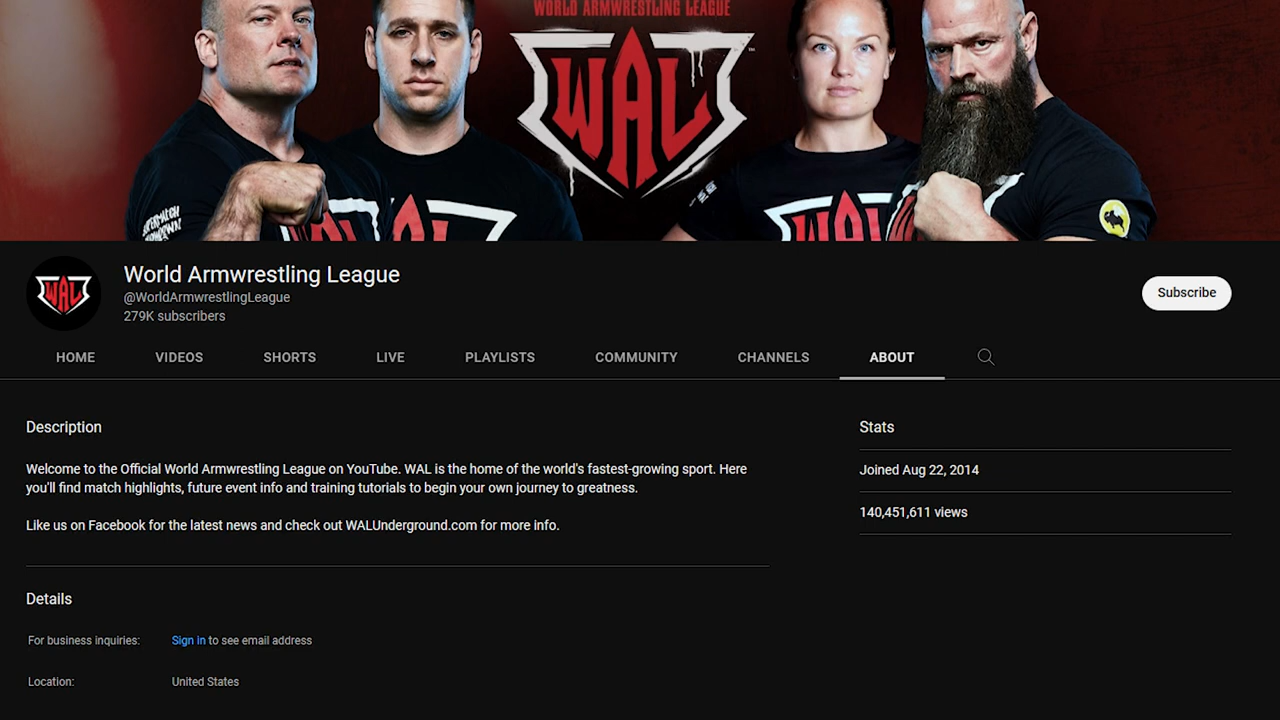 WORLD ARMWRESTLING LEAGUE
WAL
SUPERMATCH
SHOWDOWN!
World Armwrestling League
@WorldArmwrestlingLeague
279K subscribers
Subscribe
HOME VIDEOS SHORTS LIVE PLAYLISTS COMMUNITY CHANNELS ABOUT
Description
Welcome to the Official World Armwrestling League on YouTube. WAL is the home of the world's fastest-growing sport. Here
you'll find match highlights, future event info and training tutorials to begin your own journey to greatness.
Like us on Facebook for the latest news and check out WALUnderground.com for more info.
Stats
Joined Aug 22, 2014
140,451,611 views
Details
For business inquiries: Sign in to see email address
Location: United States